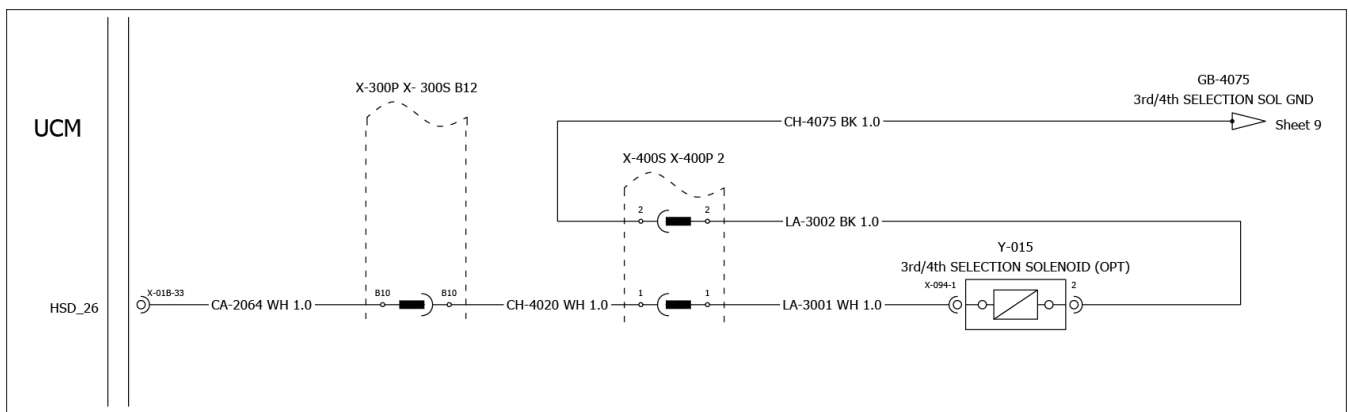 GB-4075
3rd/4th SELECTION SOL GND
X-300P X- 300S B12
UCM
CH-4075 BK 1.0
Sheet 9
X-400S X-400P 2
2 2
LA-3002 BK 1.0
Y-015
3rd/4th SELECTION SOLENOID (OPT)
X-094-1 2
HSD_26
X-01B-33
CA-2064 WH 1.0
B10 B10
CH-4020 WH 1.0
1 1
LA-3001 WH 1.0